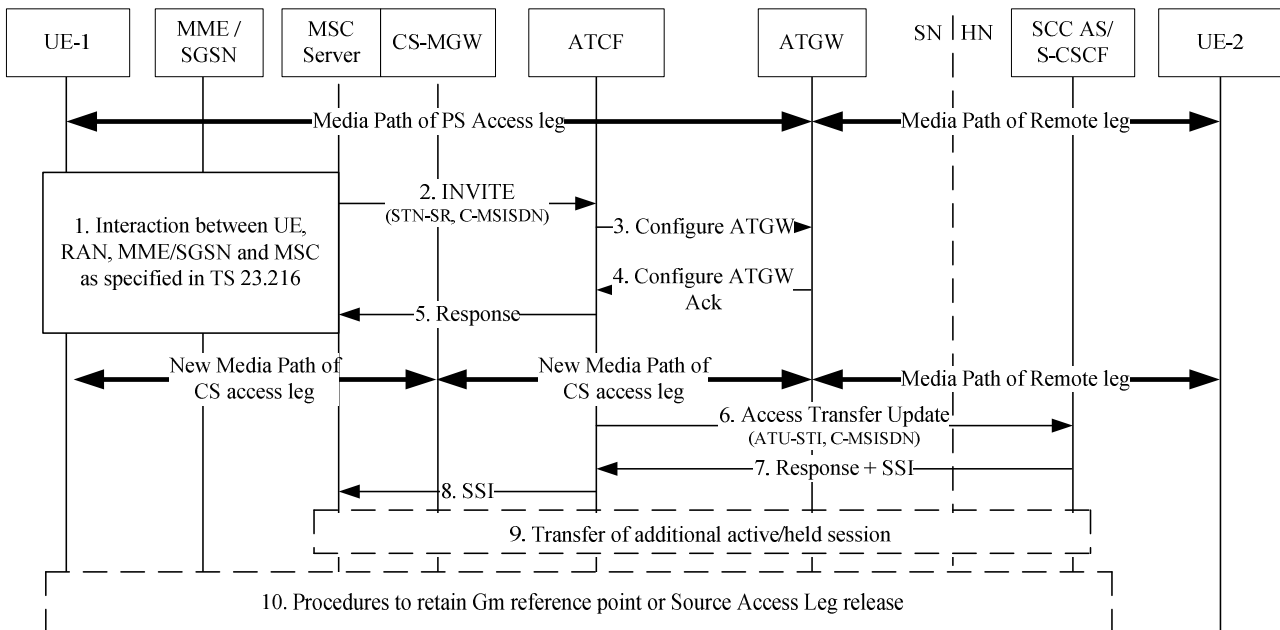 UE-1
MME /
SGSN
MSC
Server
CS-MGW
ATCF
ATGW
SN
HN
SCC AS/
S-CSCF
UE-2
Media Path of PS Access leg
Media Path of Remote leg
1. Interaction between UE,
RAN, MME/SGSN and MSC
as specified in TS 23.216
2. INVITE
(STN-SR, C-MSISDN)
3. Configure ATGW
4. Configure ATGW
Ack
5. Response
New Media Path of
CS access leg
New Media Path of
CS access leg
Media Path of Remote leg
6. Access Transfer Update
(ATU-STI, C-MSISDN)
7. Response + SSI
8. SSI
9. Transfer of additional active/held session
10. Procedures to retain Gm reference point or Source Access Leg release